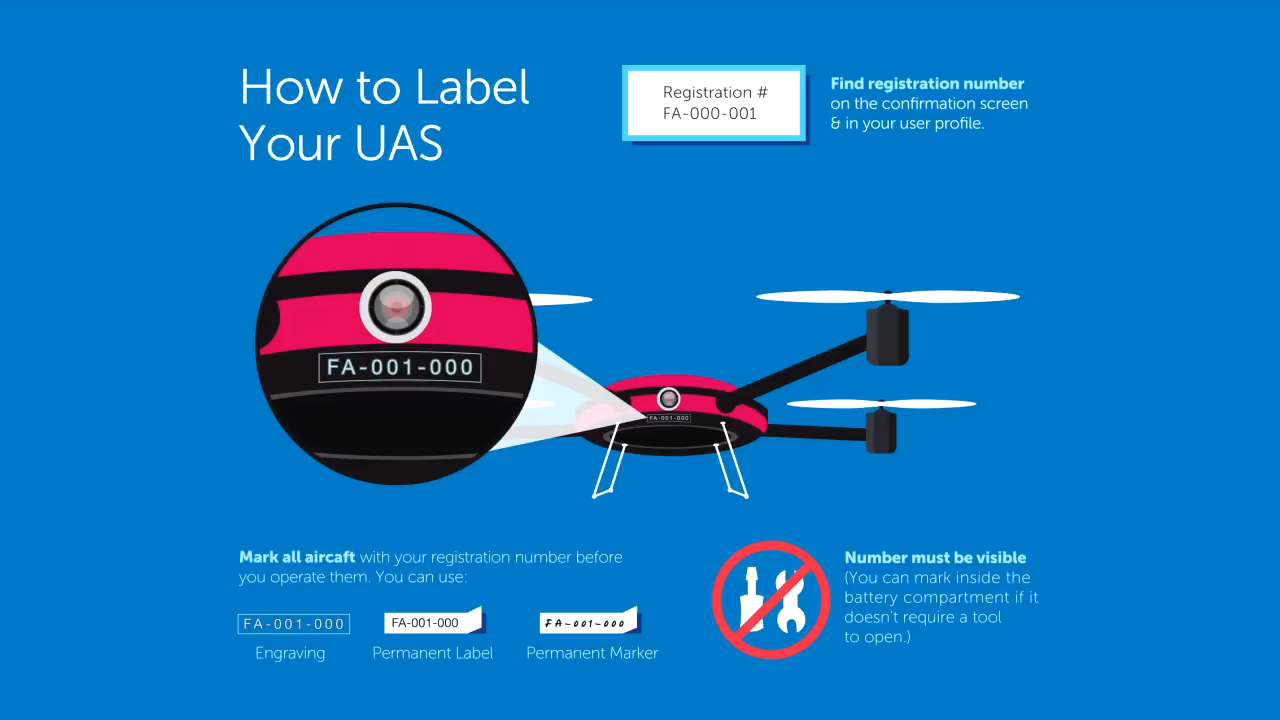 How to Label
Your UAS
Registration #
FA-000-001
Find registration number
on the confirmation screen
& in your user profile.
FA-001-000
FA-001-000
Mark all aircaft with your registration number before
you operate them. You can use:
FA-001-000
Engraving
FA-001-000
Permanent Label
FA-001-000
Permanent Marker
Number must be visible
(You can mark inside the
battery compartment if it
doesn't require a tool
to open.)